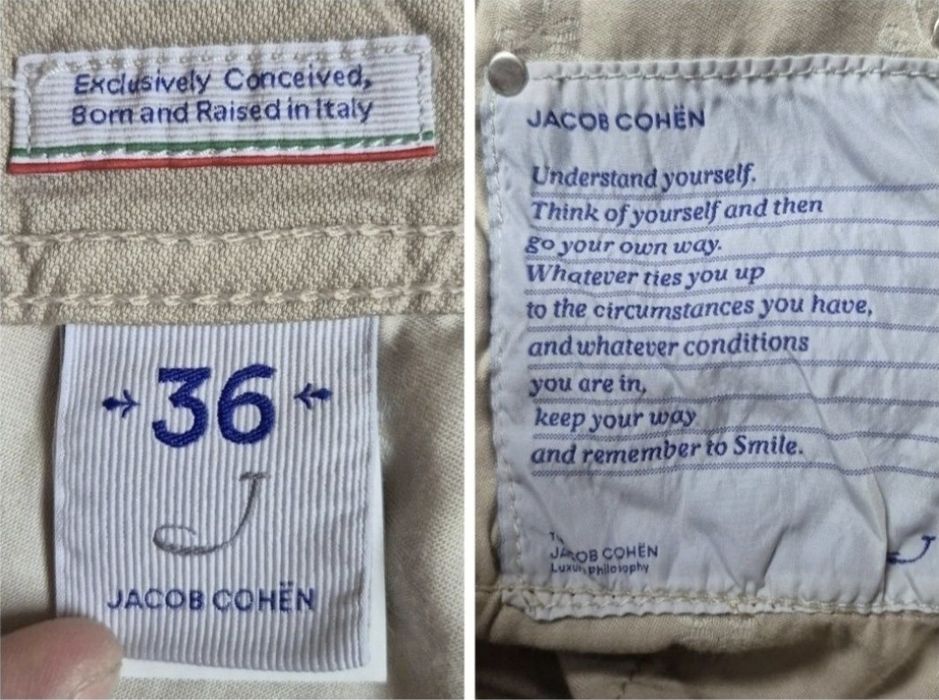 Exclusively Conceived,
Born and Raised in Italy
36
J
JACOB COHËN
JACOB COHËN
Understand yourself.
Think of yourself and then
go your own way.
Whatever ties you up
to the circumstances you have,
and whatever conditions
you are in,
keep your way
and remember to Smile.
JACOB COHËN
Luxury philosophy
J